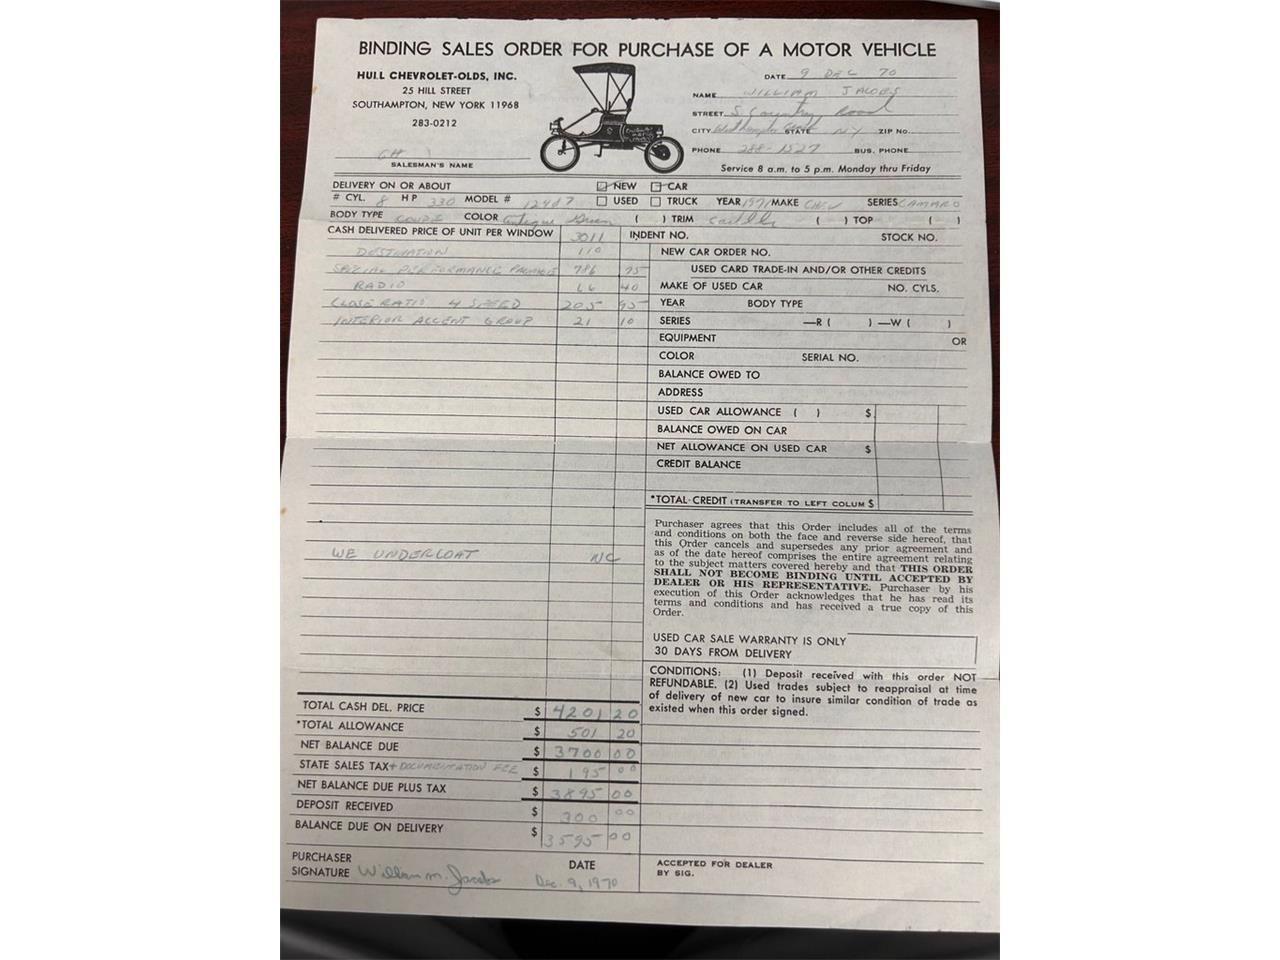 BINDING SALES ORDER FOR PURCHASE OF A MOTOR VEHICLE
HULL CHEVROLET-OLDS, INC.
25 HILL STREET
SOUTHAMPTON, NEW YORK 11968
283-0212
GH
SALESMAN'S NAME
DATE 9 DEC 70
NAME WILLIAM JACOBS
STREET S Country Road
CITY STATE NY ZIP No.
PHONE 288-1527 BUS. PHONE
Service 8 a.m. to 5 p.m. Monday thru Friday
DELIVERY ON OR ABOUT NEW CAR
# CYL. 8 H P 330 MODEL # 12487 USED TRUCK YEAR 1971 MAKE CHEV SERIES CAMARO
BODY TYPE COUPE COLOR Antique Green ( ) TRIM ( ) TOP ( )
CASH DELIVERED PRICE OF UNIT PER WINDOW 3011 INDENT NO. STOCK NO.
DESTINATION 110 NEW CAR ORDER NO.
SPECIAL PERFORMANCE PACKAGE 786 95 USED CARD TRADE-IN AND/OR OTHER CREDITS
RADIO 66 40 MAKE OF USED CAR NO. CYLS.
CLOSE RATIO 4 SPEED 205 95 YEAR BODY TYPE
INTERIOR ACCENT GROUP 21 10 SERIES —R ( ) —W ( )
EQUIPMENT OR
COLOR SERIAL NO.
BALANCE OWED TO
ADDRESS
USED CAR ALLOWANCE ( ) $
BALANCE OWED ON CAR
NET ALLOWANCE ON USED CAR $
CREDIT BALANCE
*TOTAL CREDIT (TRANSFER TO LEFT COLUM $
Purchaser agrees that this Order includes all of the terms
and conditions on both the face and reverse side hereof, that
this Order cancels and supersedes any prior agreement and
as of the date hereof comprises the entire agreement relating
to the subject matters covered hereby and that THIS ORDER
SHALL NOT BECOME BINDING UNTIL ACCEPTED BY
DEALER OR HIS REPRESENTATIVE. Purchaser by his
execution of this Order acknowledges that he has read its
terms and conditions and has received a true copy of this
Order.
WE UNDERCOAT NC
USED CAR SALE WARRANTY IS ONLY
30 DAYS FROM DELIVERY
CONDITIONS: (1) Deposit received with this order NOT
REFUNDABLE. (2) Used trades subject to reappraisal at time
of delivery of new car to insure similar condition of trade as
existed when this order signed.
TOTAL CASH DEL. PRICE $ 4201 20
*TOTAL ALLOWANCE $ 501 20
NET BALANCE DUE $ 3700 00
STATE SALES TAX + DOCUMENTATION FEE $ 195 00
NET BALANCE DUE PLUS TAX $ 3895 00
DEPOSIT RECEIVED $ 300 00
BALANCE DUE ON DELIVERY $ 3595 00
PURCHASER
SIGNATURE William M. Jacobs DATE Dec. 9, 1970
ACCEPTED FOR DEALER
BY SIG.